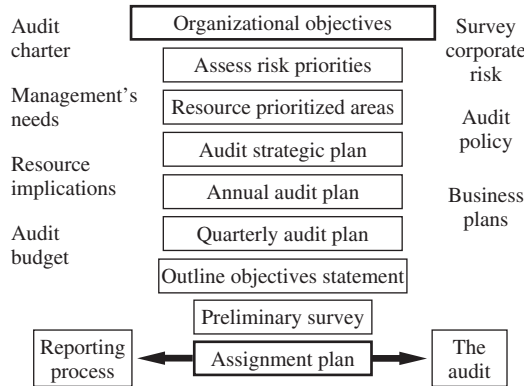 Audit
charter
Management's
needs
Resource
implications
Audit
budget
Organizational objectives
Assess risk priorities
Resource prioritized areas
Audit strategic plan
Annual audit plan
Quarterly audit plan
Outline objectives statement
Preliminary survey
Assignment plan
Survey
corporate
risk
Audit
policy
Business
plans
Reporting
process
The
audit